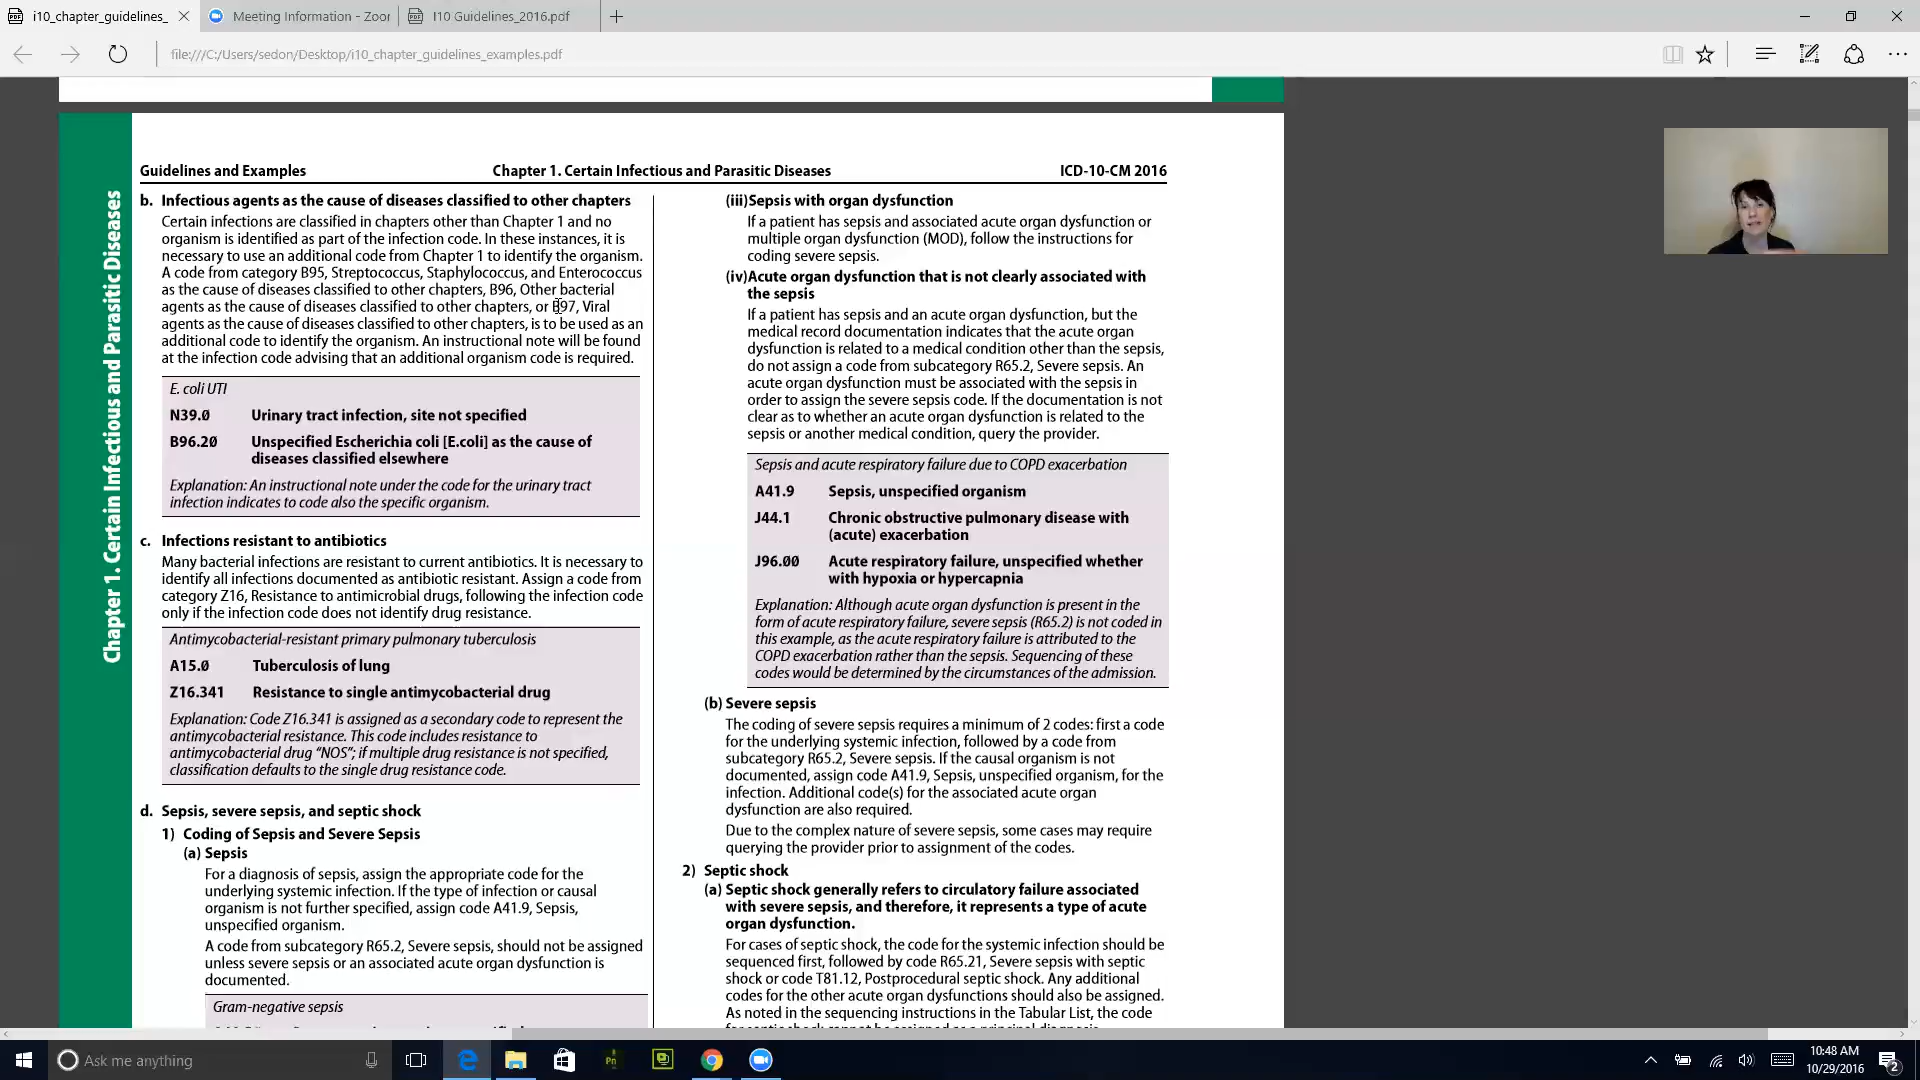 i10_chapter_guidelines_
Meeting Information - Zoor
I10 Guidelines_2016.pdf
file:///C:/Users/sedon/Desktop/i10_chapter_guidelines_examples.pdf
Chapter 1. Certain Infectious and Parasitic Diseases
Guidelines and Examples Chapter 1. Certain Infectious and Parasitic Diseases ICD-10-CM 2016
b. Infectious agents as the cause of diseases classified to other chapters
Certain infections are classified in chapters other than Chapter 1 and no
organism is identified as part of the infection code. In these instances, it is
necessary to use an additional code from Chapter 1 to identify the organism.
A code from category B95, Streptococcus, Staphylococcus, and Enterococcus
as the cause of diseases classified to other chapters, B96, Other bacterial
agents as the cause of diseases classified to other chapters, or B97, Viral
agents as the cause of diseases classified to other chapters, is to be used as an
additional code to identify the organism. An instructional note will be found
at the infection code advising that an additional organism code is required.
E. coli UTI
N39.Ø Urinary tract infection, site not specified
B96.2Ø Unspecified Escherichia coli [E.coli] as the cause of
diseases classified elsewhere
Explanation: An instructional note under the code for the urinary tract
infection indicates to code also the specific organism.
c. Infections resistant to antibiotics
Many bacterial infections are resistant to current antibiotics. It is necessary to
identify all infections documented as antibiotic resistant. Assign a code from
category Z16, Resistance to antimicrobial drugs, following the infection code
only if the infection code does not identify drug resistance.
Antimycobacterial-resistant primary pulmonary tuberculosis
A15.Ø Tuberculosis of lung
Z16.341 Resistance to single antimycobacterial drug
Explanation: Code Z16.341 is assigned as a secondary code to represent the
antimycobacterial resistance. This code includes resistance to
antimycobacterial drug “NOS”; if multiple drug resistance is not specified,
classification defaults to the single drug resistance code.
d. Sepsis, severe sepsis, and septic shock
1) Coding of Sepsis and Severe Sepsis
(a) Sepsis
For a diagnosis of sepsis, assign the appropriate code for the
underlying systemic infection. If the type of infection or causal
organism is not further specified, assign code A41.9, Sepsis,
unspecified organism.
A code from subcategory R65.2, Severe sepsis, should not be assigned
unless severe sepsis or an associated acute organ dysfunction is
documented.
Gram-negative sepsis
(iii)Sepsis with organ dysfunction
If a patient has sepsis and associated acute organ dysfunction or
multiple organ dysfunction (MOD), follow the instructions for
coding severe sepsis.
(iv)Acute organ dysfunction that is not clearly associated with
the sepsis
If a patient has sepsis and an acute organ dysfunction, but the
medical record documentation indicates that the acute organ
dysfunction is related to a medical condition other than the sepsis,
do not assign a code from subcategory R65.2, Severe sepsis. An
acute organ dysfunction must be associated with the sepsis in
order to assign the severe sepsis code. If the documentation is not
clear as to whether an acute organ dysfunction is related to the
sepsis or another medical condition, query the provider.
Sepsis and acute respiratory failure due to COPD exacerbation
A41.9 Sepsis, unspecified organism
J44.1 Chronic obstructive pulmonary disease with
(acute) exacerbation
J96.ØØ Acute respiratory failure, unspecified whether
with hypoxia or hypercapnia
Explanation: Although acute organ dysfunction is present in the
form of acute respiratory failure, severe sepsis (R65.2) is not coded in
this example, as the acute respiratory failure is attributed to the
COPD exacerbation rather than the sepsis. Sequencing of these
codes would be determined by the circumstances of the admission.
(b) Severe sepsis
The coding of severe sepsis requires a minimum of 2 codes: first a code
for the underlying systemic infection, followed by a code from
subcategory R65.2, Severe sepsis. If the causal organism is not
documented, assign code A41.9, Sepsis, unspecified organism, for the
infection. Additional code(s) for the associated acute organ
dysfunction are also required.
Due to the complex nature of severe sepsis, some cases may require
querying the provider prior to assignment of the codes.
2) Septic shock
(a) Septic shock generally refers to circulatory failure associated
with severe sepsis, and therefore, it represents a type of acute
organ dysfunction.
For cases of septic shock, the code for the systemic infection should be
sequenced first, followed by code R65.21, Severe sepsis with septic
shock or code T81.12, Postprocedural septic shock. Any additional
codes for the other acute organ dysfunctions should also be assigned.
As noted in the sequencing instructions in the Tabular List, the code
Ask me anything
Pn
10:48 AM
10/29/2016
2